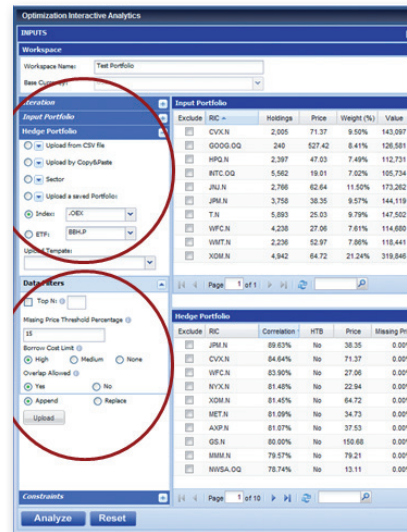 Optimization Interactive Analytics
INPUTS
Workspace
Workspace Name: Test Portfolio
Base Currency:
Iteration
Input Portfolio
Hedge Portfolio
Upload from CSV file
Upload by Copy&Paste
Sector
Upload a saved Portfolio:
Index: .OEX
ETF: BBH.P
Upload Tempate:
Data Filters
Top N:
Missing Price Threshold Percentage
15
Borrow Cost Limit
High Medium None
Overlap Allowed
Yes No
Append Replace
Upload
Constraints
Analyze Reset
Input Portfolio
Exclude RIC Holdings Price Weight (%) Value
CVX.N 2,005 71.37 9.50% 143,097
GOOG.OQ 240 527.42 8.41% 126,581
HPQ.N 2,397 47.03 7.49% 112,731
INTC.OQ 5,562 19.01 7.02% 105,734
JNJ.N 2,766 62.64 11.50% 173,262
JPM.N 3,758 38.35 9.57% 144,119
T.N 5,893 25.03 9.79% 147,502
WFC.N 4,238 27.06 7.61% 114,680
WMT.N 2,236 52.97 7.86% 118,441
XOM.N 4,942 64.72 21.24% 319,846
Page 1 of 1
Hedge Portfolio
Exclude RIC Correlation HTB Price Missing Pri
JPM.N 89.63% No 38.35 0.00
CVX.N 84.64% No 71.37 0.00
WFC.N 83.90% No 27.06 0.00
NYX.N 81.48% No 22.94 0.00
XOM.N 81.45% No 64.72 0.00
MET.N 81.09% No 34.73 0.00
AXP.N 81.07% No 37.53 0.00
GS.N 80.00% No 150.68 0.00
MMM.N 79.57% No 79.21 0.00
NWSA.OQ 78.74% No 13.11 0.00
Page 1 of 10